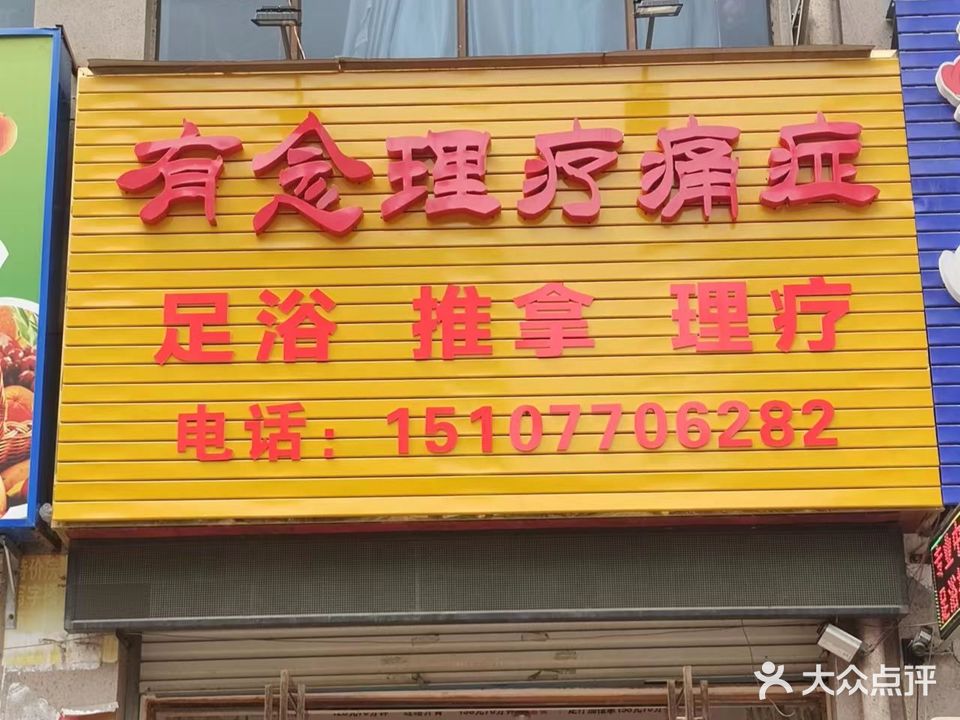 有念理疗痛症
足浴 推拿 理疗
电话：15107706282
大众点评